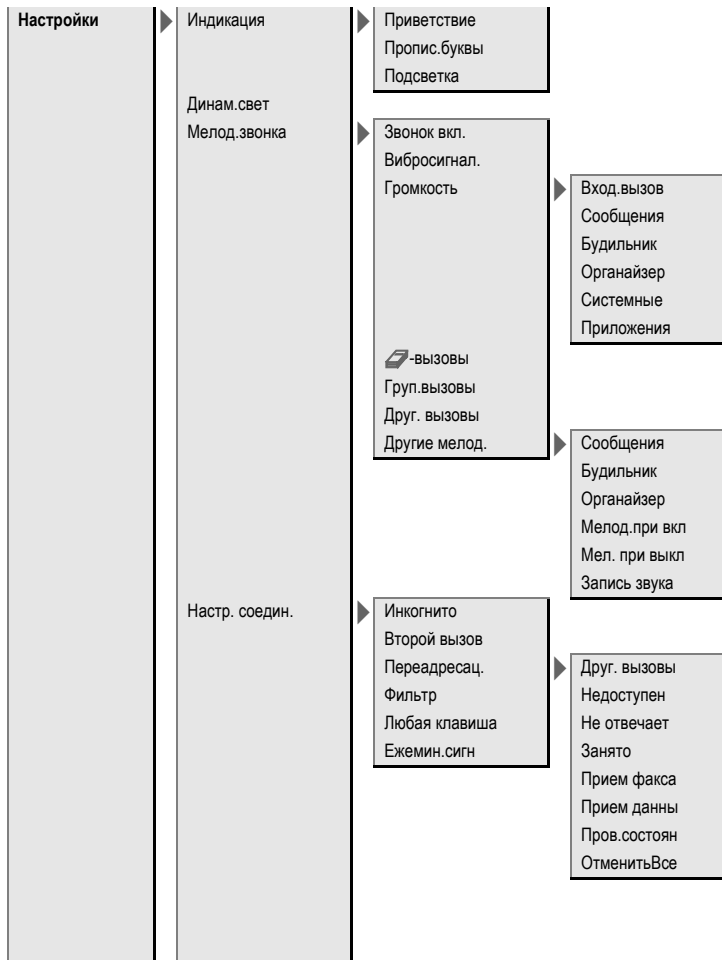 Настройки
Индикация
Приветствие
Пропис.буквы
Подсветка
Динам.свет
Мелод.звонка
Звонок вкл.
Вибросигнал.
Громкость
Вход.вызов
Сообщения
Будильник
Органайзер
Системные
Приложения
-вызовы
Груп.вызовы
Друг. вызовы
Другие мелод.
Сообщения
Будильник
Органайзер
Мелод.при вкл
Мел. при выкл
Запись звука
Настр. соедин.
Инкогнито
Второй вызов
Переадресац.
Друг. вызовы
Недоступен
Не отвечает
Занято
Прием факса
Прием данны
Пров.состоян
ОтменитьВсе
Фильтр
Любая клавиша
Ежемин.сигн